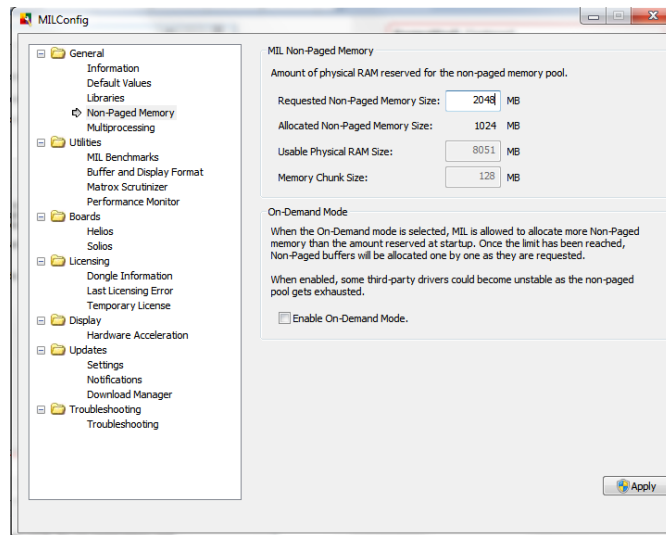 MILConfig
General
Information
Default Values
Libraries
Non-Paged Memory
Multiprocessing
Utilities
MIL Benchmarks
Buffer and Display Format
Matrox Scrutinizer
Performance Monitor
Boards
Helios
Solios
Licensing
Dongle Information
Last Licensing Error
Temporary License
Display
Hardware Acceleration
Updates
Settings
Notifications
Download Manager
Troubleshooting
Troubleshooting
MIL Non-Paged Memory
Amount of physical RAM reserved for the non-paged memory pool.
Requested Non-Paged Memory Size: 2048 MB
Allocated Non-Paged Memory Size: 1024 MB
Usable Physical RAM Size: 8051 MB
Memory Chunk Size: 128 MB
On-Demand Mode
When the On-Demand mode is selected, MIL is allowed to allocate more Non-Paged
memory than the amount reserved at startup. Once the limit has been reached,
Non-Paged buffers will be allocated one by one as they are requested.
When enabled, some third-party drivers could become unstable as the non-paged
pool gets exhausted.
Enable On-Demand Mode.
Apply